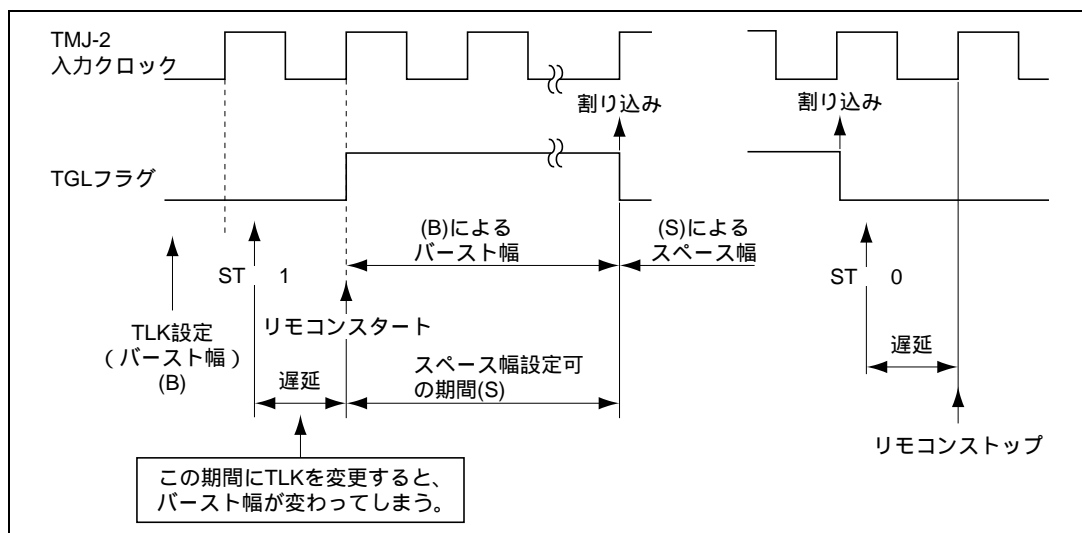 TMJ-2
入力クロック
割り込み
割り込み
TGLフラグ
(B)による
バースト幅
(S)による
スペース幅
ST 1
ST 0
リモコンスタート
TLK設定
(バースト幅)
(B)
遅延
スペース幅設定可
の期間(S)
遅延
リモコンストップ
この期間にTLKを変更すると、
バースト幅が変わってしまう。